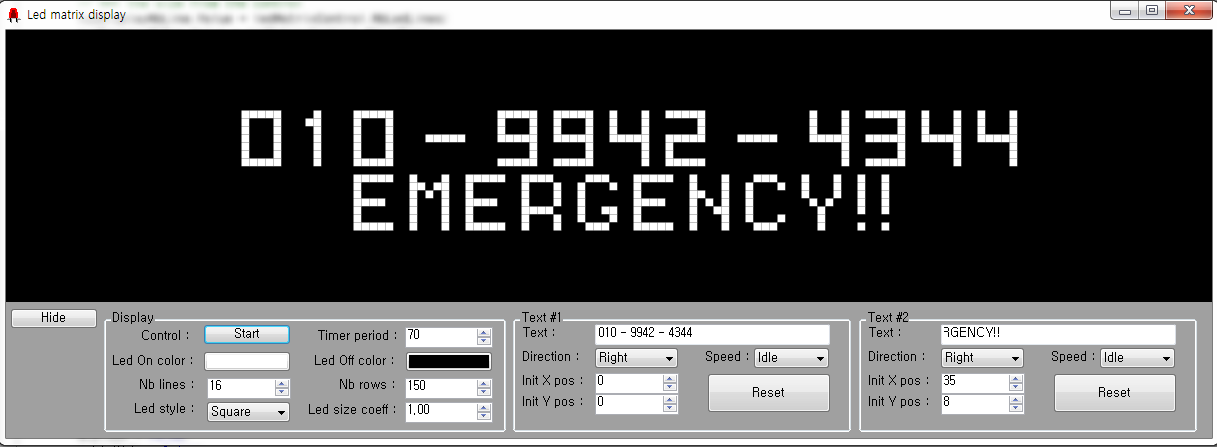 Led matrix display
010 - 9942 - 4344
EMERGENCY!!
Hide
Display
Control : Start Timer period : 70
Led On color : Led Off color :
Nb lines : 16 Nb rows : 150
Led style : Square Led size coeff : 1,00
Text #1
Text : 010 - 9942 - 4344
Direction : Right Speed : Idle
Init X pos : 0
Init Y pos : 0
Reset
Text #2
Text : RGENCY!!
Direction : Right Speed : Idle
Init X pos : 35
Init Y pos : 8
Reset